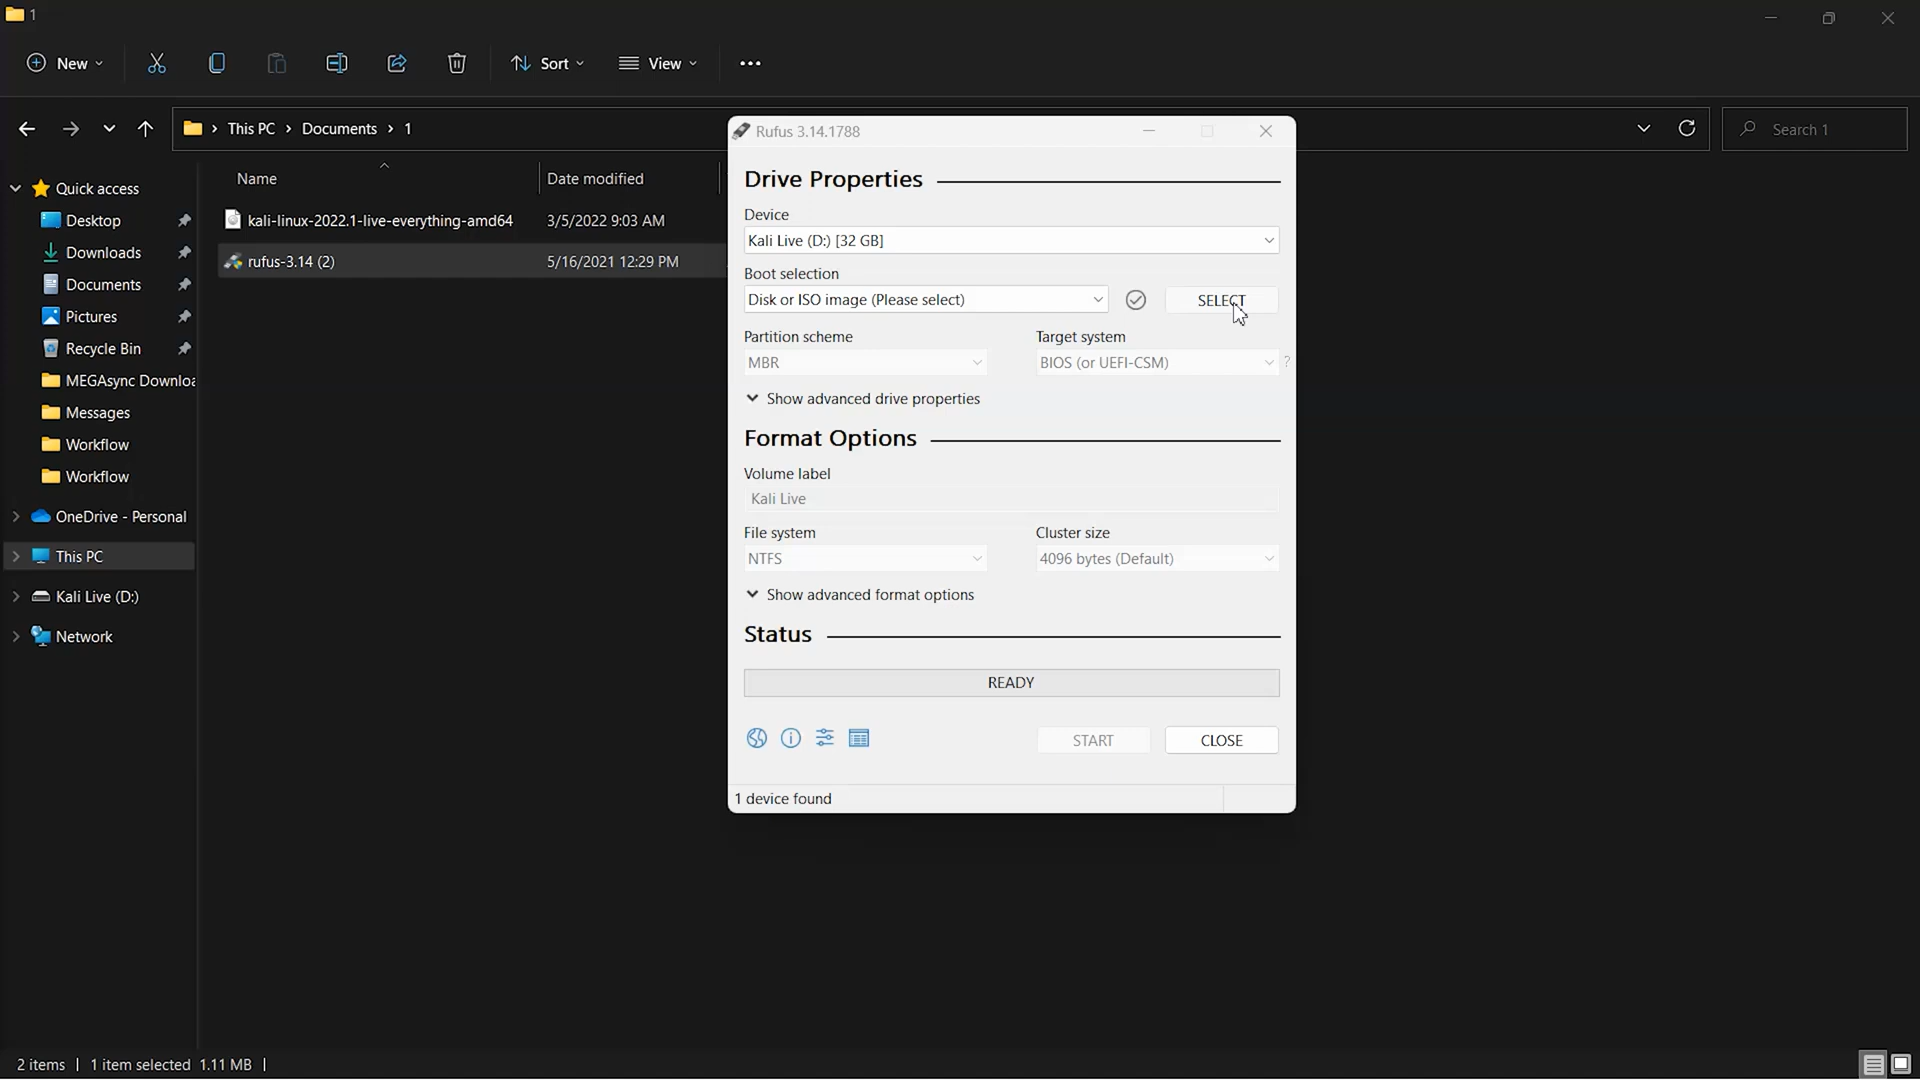 1
New
Sort
View
This PC
Documents
1
Search 1
Quick access
Desktop
Downloads
Documents
Pictures
Recycle Bin
MEGAsync Downloa
Messages
Workflow
Workflow
OneDrive - Personal
This PC
Kali Live (D:)
Network
Name
Date modified
kali-linux-2022.1-live-everything-amd64
3/5/2022 9:03 AM
rufus-3.14 (2)
5/16/2021 12:29 PM
Rufus 3.14.1788
Drive Properties
Device
Kali Live (D:) [32 GB]
Boot selection
Disk or ISO image (Please select)
SELECT
Partition scheme
Target system
MBR
BIOS (or UEFI-CSM)
?
Show advanced drive properties
Format Options
Volume label
Kali Live
File system
Cluster size
NTFS
4096 bytes (Default)
Show advanced format options
Status
READY
START
CLOSE
1 device found
2 items
1 item selected 1.11 MB